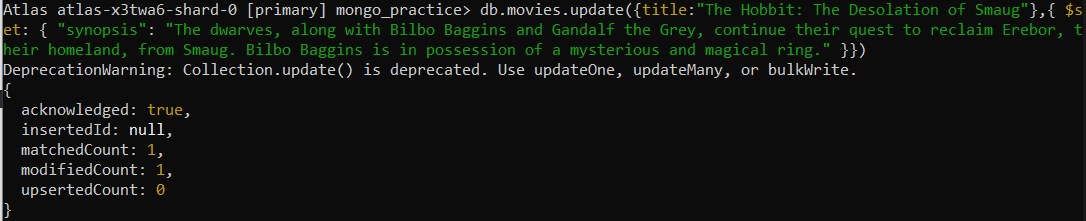 Atlas atlas-x3twa6-shard-0 [primary] mongo_practice> db.movies.update({title:"The Hobbit: The Desolation of Smaug"},{ $s
et: { "synopsis": "The dwarves, along with Bilbo Baggins and Gandalf the Grey, continue their quest to reclaim Erebor, t
heir homeland, from Smaug. Bilbo Baggins is in possession of a mysterious and magical ring." }})
DeprecationWarning: Collection.update() is deprecated. Use updateOne, updateMany, or bulkWrite.
{
  acknowledged: true,
  insertedId: null,
  matchedCount: 1,
  modifiedCount: 1,
  upsertedCount: 0
}